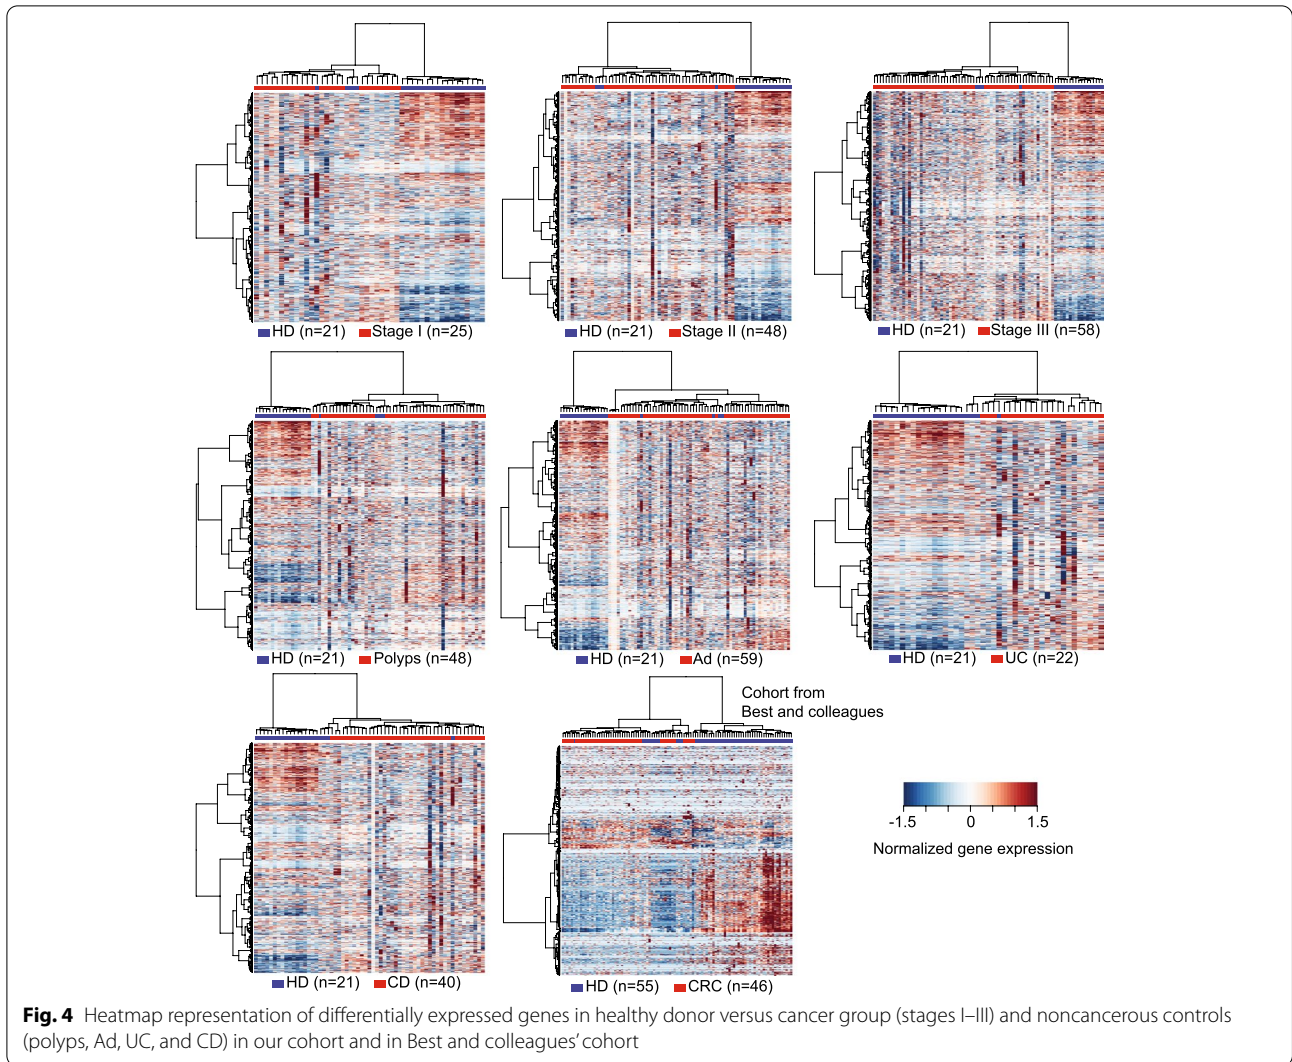 HD (n=21) Stage I (n=25)
HD (n=21) Stage II (n=48)
HD (n=21) Stage III (n=58)
HD (n=21) Polyps (n=48)
HD (n=21) Ad (n=59)
HD (n=21) UC (n=22)
Cohort from
Best and colleagues
HD (n=21) CD (n=40)
HD (n=55) CRC (n=46)
-1.5 0 1.5
Normalized gene expression
Fig. 4 Heatmap representation of differentially expressed genes in healthy donor versus cancer group (stages I–III) and noncancerous controls
(polyps, Ad, UC, and CD) in our cohort and in Best and colleagues’ cohort